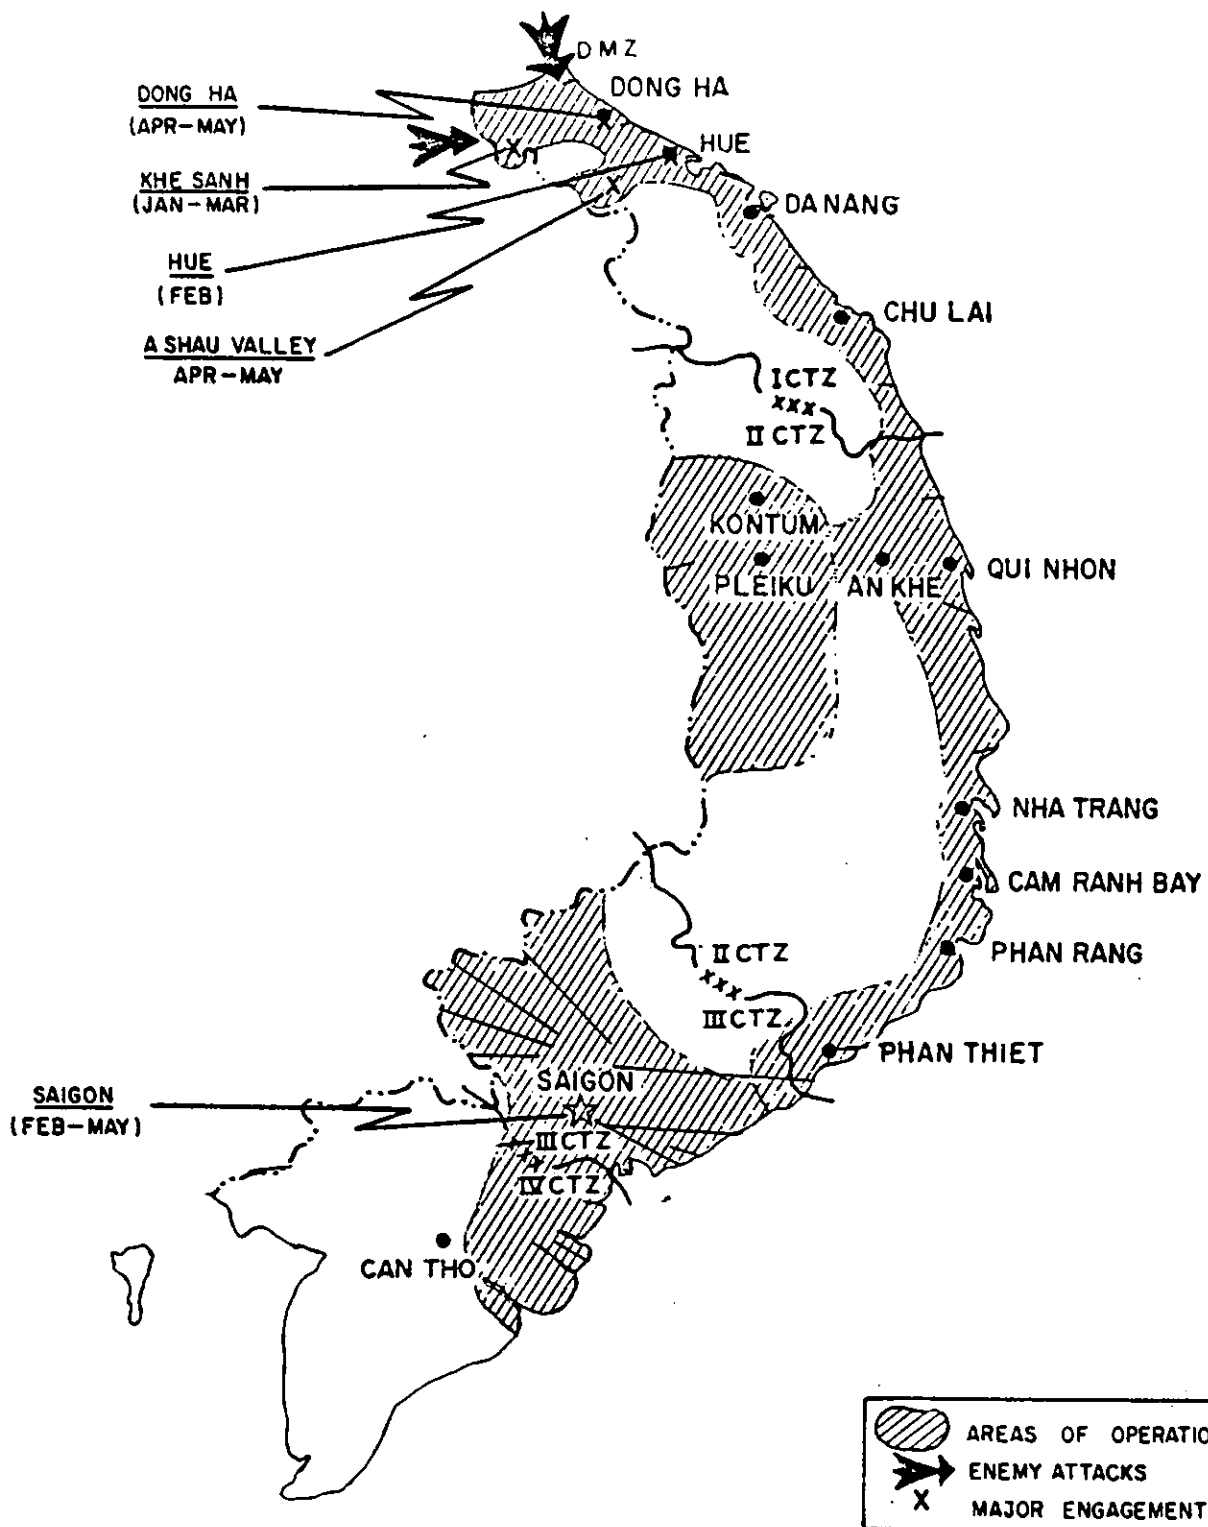 DMZ
DONG HA
DONG HA
(APR-MAY)
HUE
KHE SANH
(JAN-MAR)
DA NANG
HUE
(FEB)
CHU LAI
A SHAU VALLEY
APR-MAY
I CTZ
XXX
II CTZ
KONTUM
PLEIKU
AN KHE
QUI NHON
NHA TRANG
CAM RANH BAY
PHAN RANG
II CTZ
XXX
III CTZ
PHAN THIET
SAIGON
SAIGON
(FEB-MAY)
III CTZ
IV CTZ
CAN THO
AREAS OF OPERATIO
ENEMY ATTACKS
X MAJOR ENGAGEMENT